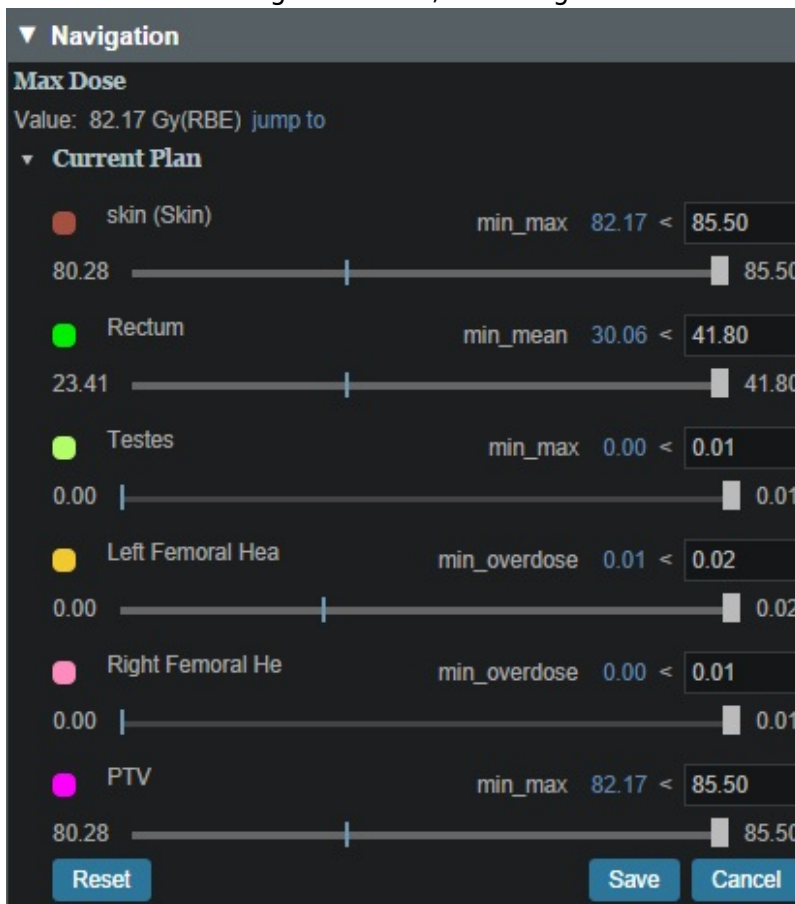 ▼ Navigation
Max Dose
Value: 82.17 Gy(RBE) jump to
▼ Current Plan
skin (Skin) min_max 82.17 < 85.50
80.28 85.50
Rectum min_mean 30.06 < 41.80
23.41 41.80
Testes min_max 0.00 < 0.01
0.00 0.01
Left Femoral Hea min_overdose 0.01 < 0.02
0.00 0.02
Right Femoral He min_overdose 0.00 < 0.01
0.00 0.01
PTV min_max 82.17 < 85.50
80.28 85.50
Reset Save Cancel